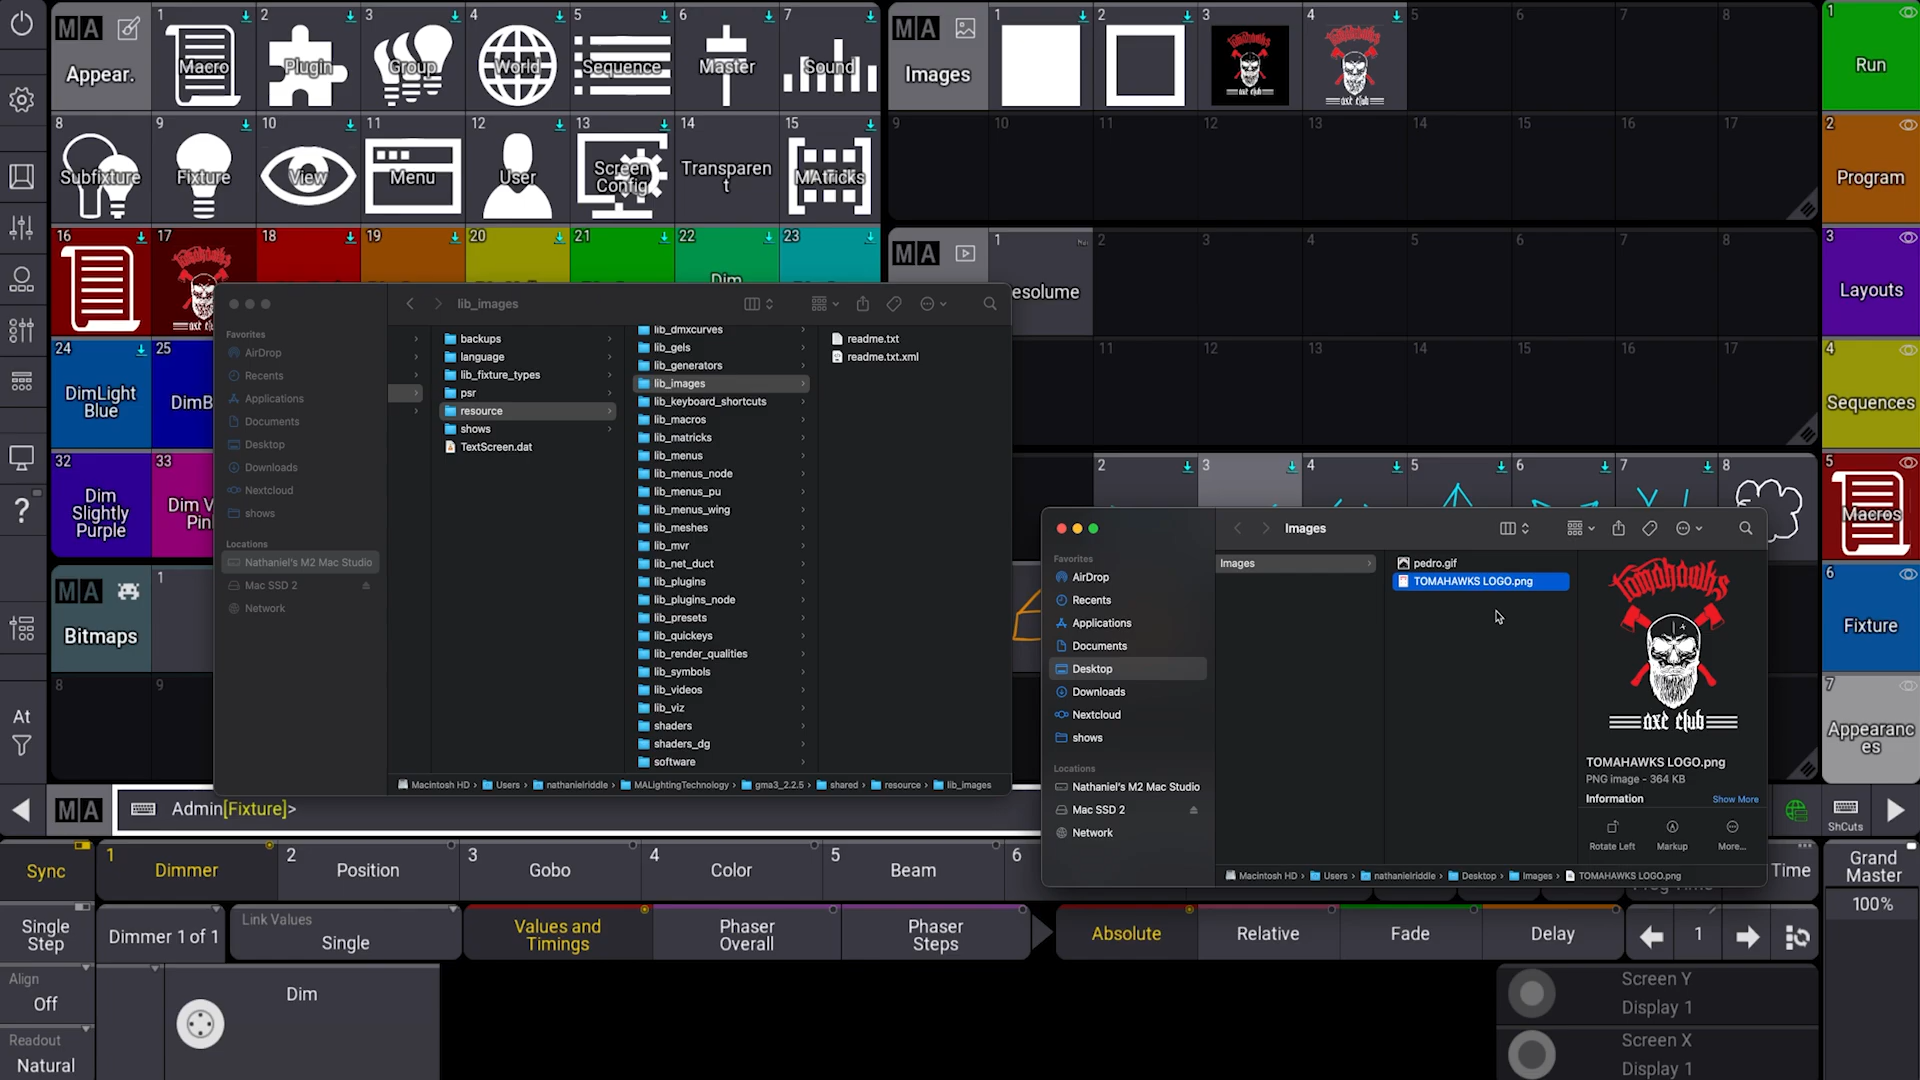 MA
Appear.
1 Macro
2 Plugin
3 Group
4 World
5 Sequence
6 Master
7 Sound
MA
Images
1
2
3 tomahawks axe club
4 tomahawks axe club
5
6
7
8
1 Run
8 Subfixture
9 Fixture
10 View
11 Menu
12 User
13 Screen Config
14 Transparent
15 MAtricks
9
10
11
12
13
14
15
16
17
2 Program
16
17
18
19
20
21
22 Dim
23
MA
1
esolume
2
3
4
5
6
7
8
3 Layouts
24 DimLight Blue
25 DimB
11
12
13
14
15
16
17
4 Sequences
32 Dim Slightly Purple
33 Dim V Pin
2
3
4
5
6
7
8
5 Macros
MA
Bitmaps
1
6 Fixture
8
9
7 Appearances
lib_images
Favorites
AirDrop
Recents
Applications
Documents
Desktop
Downloads
Nextcloud
shows
Locations
Nathaniel's M2 Mac Studio
Mac SSD 2
Network
backups
language
lib_fixture_types
psr
resource
shows
TextScreen.dat
lib_dmxcurves
lib_gels
lib_generators
lib_images
lib_keyboard_shortcuts
lib_macros
lib_matricks
lib_menus
lib_menus_node
lib_menus_pu
lib_menus_wing
lib_meshes
lib_mvr
lib_net_duct
lib_plugins
lib_plugins_node
lib_presets
lib_quickeys
lib_render_qualities
lib_symbols
lib_videos
lib_viz
shaders
shaders_dg
software
readme.txt
readme.txt.xml
Macintosh HD › Users › nathanielriddle › MALightingTechnology › gma3_2.2.5 › shared › resource › lib_images
Images
Favorites
AirDrop
Recents
Applications
Documents
Desktop
Downloads
Nextcloud
shows
Locations
Nathaniel's M2 Mac Studio
Mac SSD 2
Network
Images
pedro.gif
TOMAHAWKS LOGO.png
tomahawks
axe club
TOMAHAWKS LOGO.png
PNG image - 364 KB
Information Show More
Rotate Left Markup More...
Macintosh HD › Users › nathanielriddle › Desktop › Images › TOMAHAWKS LOGO.png
MA
Admin[Fixture]>
ShCuts
Sync
1 Dimmer
2 Position
3 Gobo
4 Color
5 Beam
6
Time
Grand Master
100%
Single Step
Dimmer 1 of 1
Link Values
Single
Values and Timings
Phaser Overall
Phaser Steps
Absolute
Relative
Fade
Delay
1
Align
Off
Dim
Screen Y
Display 1
Readout
Natural
Screen X
Display 1
At
?